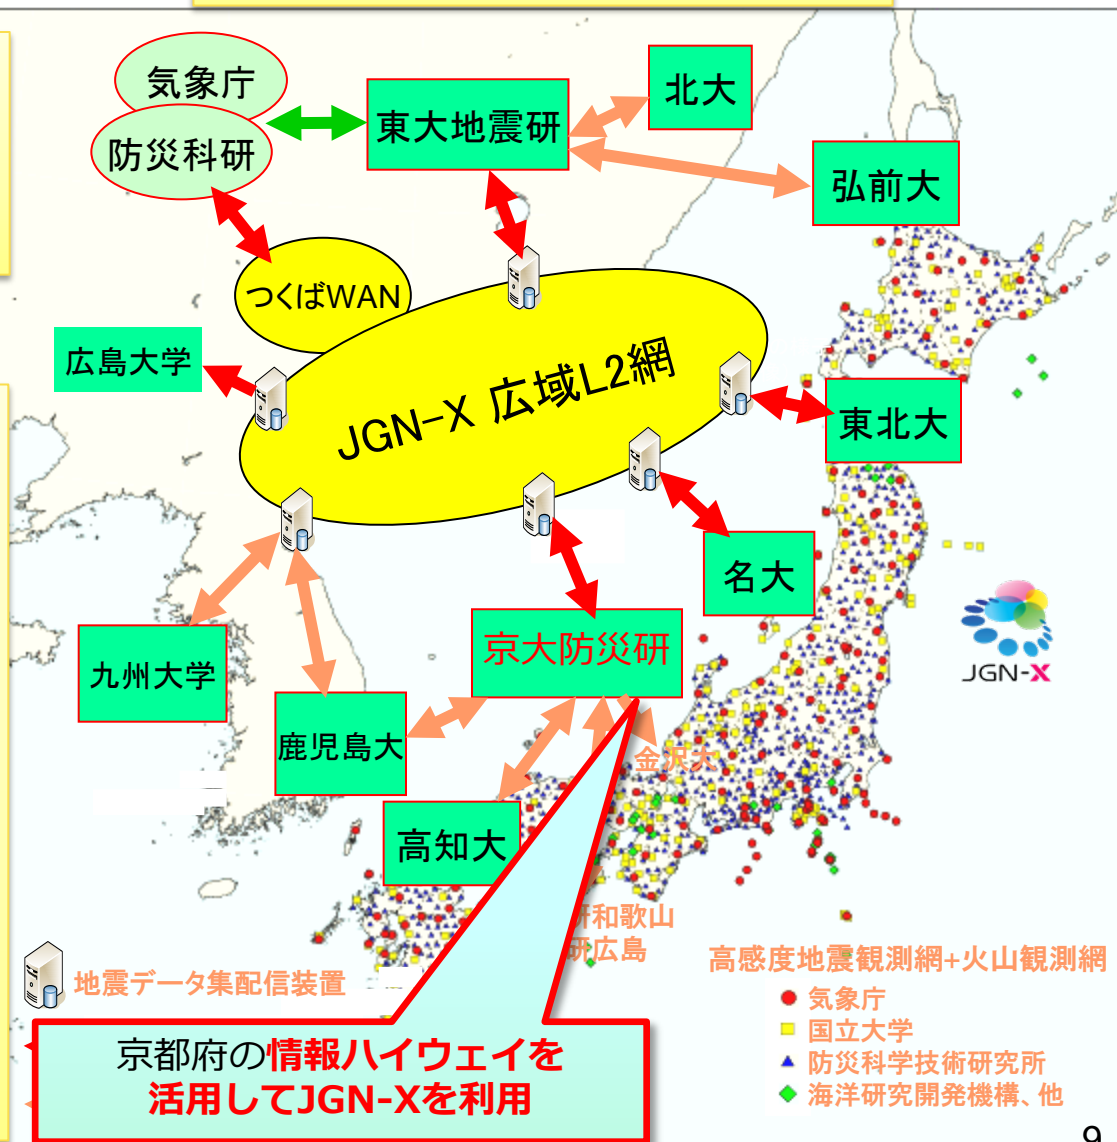 気象庁
防災科研
東大地震研
北大
弘前大
つくばWAN
広島大学
JGN-X 広域L2網
東北大
名大
京大防災研
JGN-X
九州大学
鹿児島大
金沢大
高知大
研和歌山
研広島
地震データ集配信装置
高感度地震観測網+火山観測網
気象庁
国立大学
防災科学技術研究所
海洋研究開発機構、他
京都府の情報ハイウェイを
活用してJGN-Xを利用
9